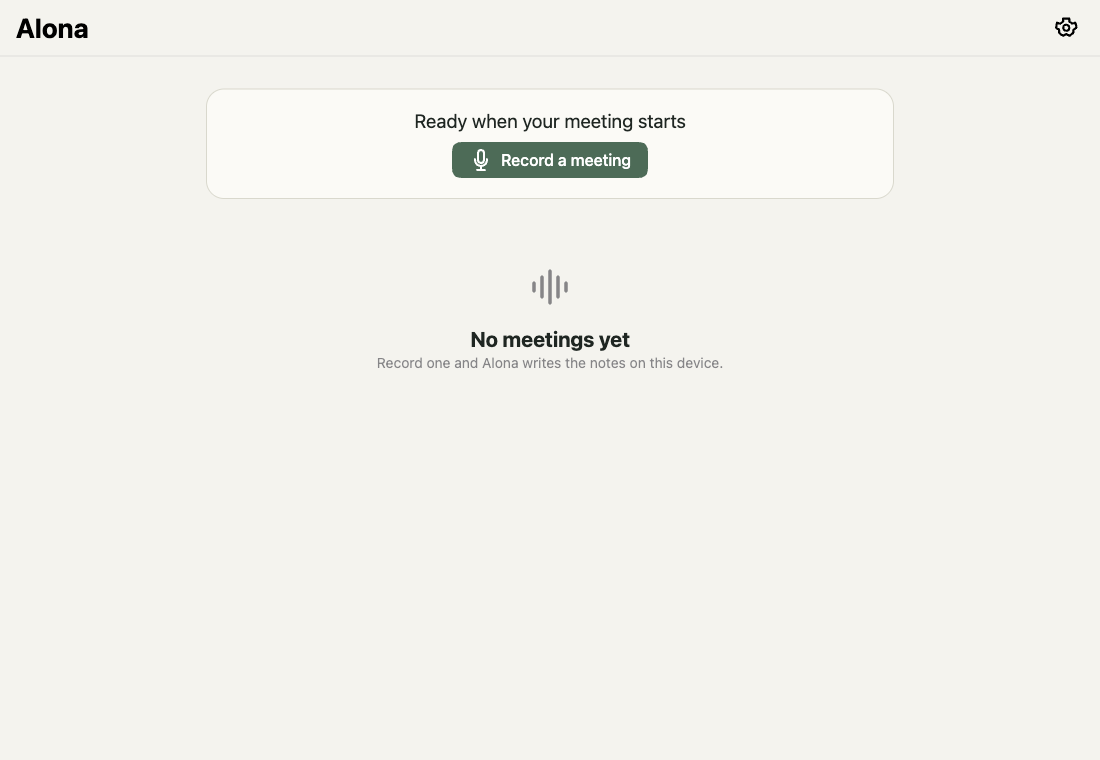 Alona
Ready when your meeting starts
Record a meeting
No meetings yet
Record one and Alona writes the notes on this device.